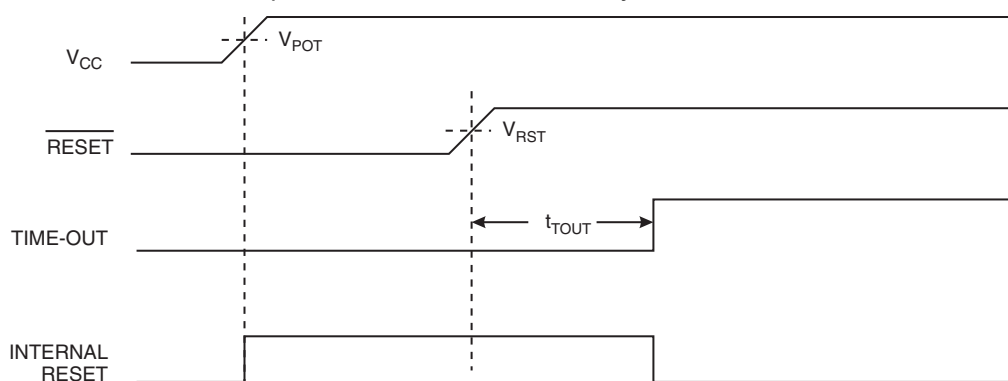 V_CC
V_POT
RESET
V_RST
TIME-OUT
t_TOUT
INTERNAL
RESET